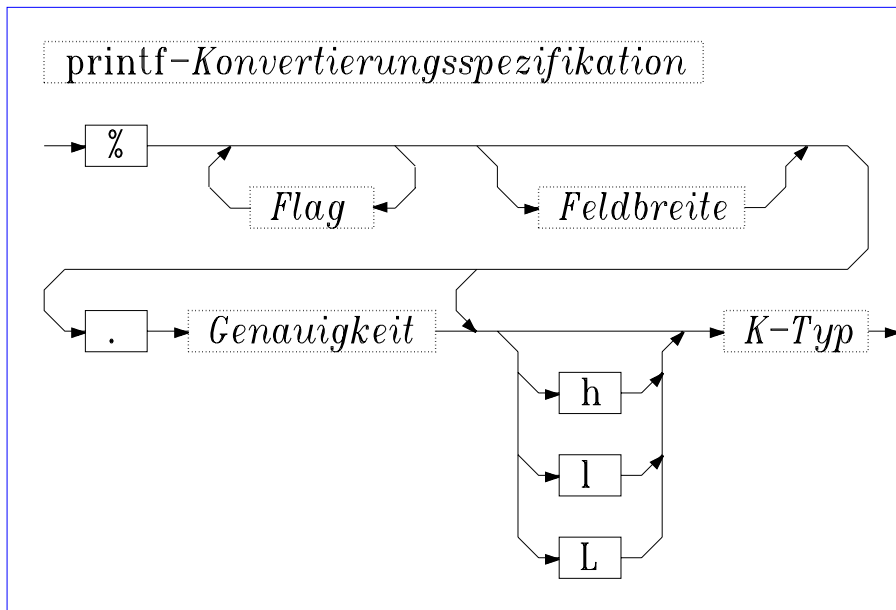 printf-Konvertierungsspezifikation
%
Flag
Feldbreite
. Genauigkeit
K-Typ
h
l
L